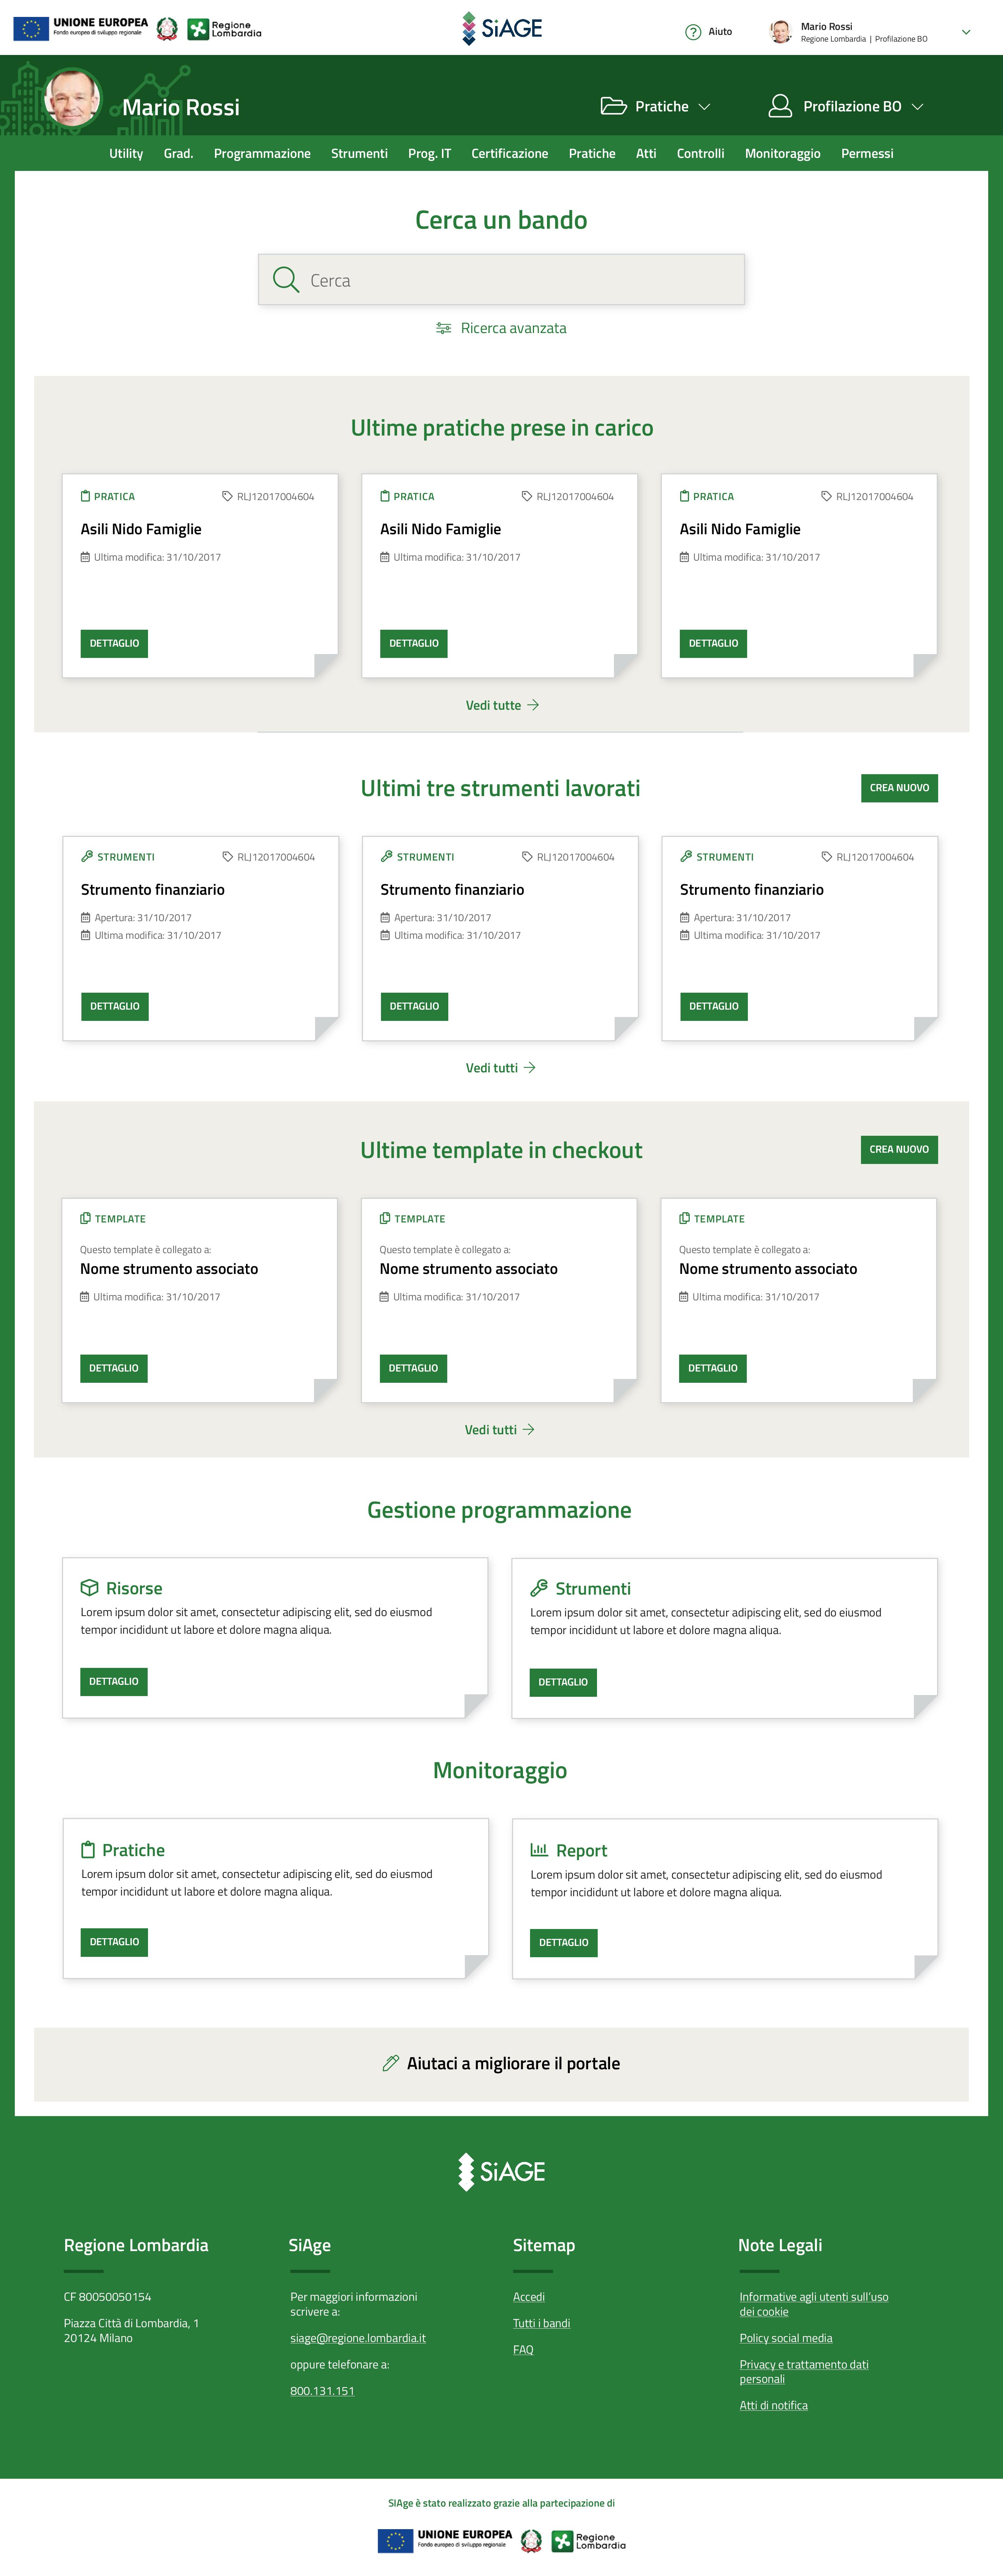 UNIONE EUROPEA
Fondo europeo di sviluppo regionale
Regione
Lombardia
SiAGE
Aiuto
Mario Rossi
Regione Lombardia | Profilazione BO
Mario Rossi
Pratiche
Profilazione BO
Utility Grad. Programmazione Strumenti Prog. IT Certificazione Pratiche Atti Controlli Monitoraggio Permessi
Cerca un bando
Cerca
Ricerca avanzata
Ultime pratiche prese in carico
PRATICA RLJ12017004604
Asili Nido Famiglie
Ultima modifica: 31/10/2017
DETTAGLIO
PRATICA RLJ12017004604
Asili Nido Famiglie
Ultima modifica: 31/10/2017
DETTAGLIO
PRATICA RLJ12017004604
Asili Nido Famiglie
Ultima modifica: 31/10/2017
DETTAGLIO
Vedi tutte
Ultimi tre strumenti lavorati
CREA NUOVO
STRUMENTI RLJ12017004604
Strumento finanziario
Apertura: 31/10/2017
Ultima modifica: 31/10/2017
DETTAGLIO
STRUMENTI RLJ12017004604
Strumento finanziario
Apertura: 31/10/2017
Ultima modifica: 31/10/2017
DETTAGLIO
STRUMENTI RLJ12017004604
Strumento finanziario
Apertura: 31/10/2017
Ultima modifica: 31/10/2017
DETTAGLIO
Vedi tutti
Ultime template in checkout
CREA NUOVO
TEMPLATE
Questo template è collegato a:
Nome strumento associato
Ultima modifica: 31/10/2017
DETTAGLIO
TEMPLATE
Questo template è collegato a:
Nome strumento associato
Ultima modifica: 31/10/2017
DETTAGLIO
TEMPLATE
Questo template è collegato a:
Nome strumento associato
Ultima modifica: 31/10/2017
DETTAGLIO
Vedi tutti
Gestione programmazione
Risorse
Lorem ipsum dolor sit amet, consectetur adipiscing elit, sed do eiusmod
tempor incididunt ut labore et dolore magna aliqua.
DETTAGLIO
Strumenti
Lorem ipsum dolor sit amet, consectetur adipiscing elit, sed do eiusmod
tempor incididunt ut labore et dolore magna aliqua.
DETTAGLIO
Monitoraggio
Pratiche
Lorem ipsum dolor sit amet, consectetur adipiscing elit, sed do eiusmod
tempor incididunt ut labore et dolore magna aliqua.
DETTAGLIO
Report
Lorem ipsum dolor sit amet, consectetur adipiscing elit, sed do eiusmod
tempor incididunt ut labore et dolore magna aliqua.
DETTAGLIO
Aiutaci a migliorare il portale
SiAGE
Regione Lombardia
CF 80050050154
Piazza Città di Lombardia, 1
20124 Milano
SiAge
Per maggiori informazioni
scrivere a:
siage@regione.lombardia.it
oppure telefonare a:
800.131.151
Sitemap
Accedi
Tutti i bandi
FAQ
Note Legali
Informative agli utenti sull'uso
dei cookie
Policy social media
Privacy e trattamento dati
personali
Atti di notifica
SIAge è stato realizzato grazie alla partecipazione di
UNIONE EUROPEA
Fondo europeo di sviluppo regionale
Regione
Lombardia